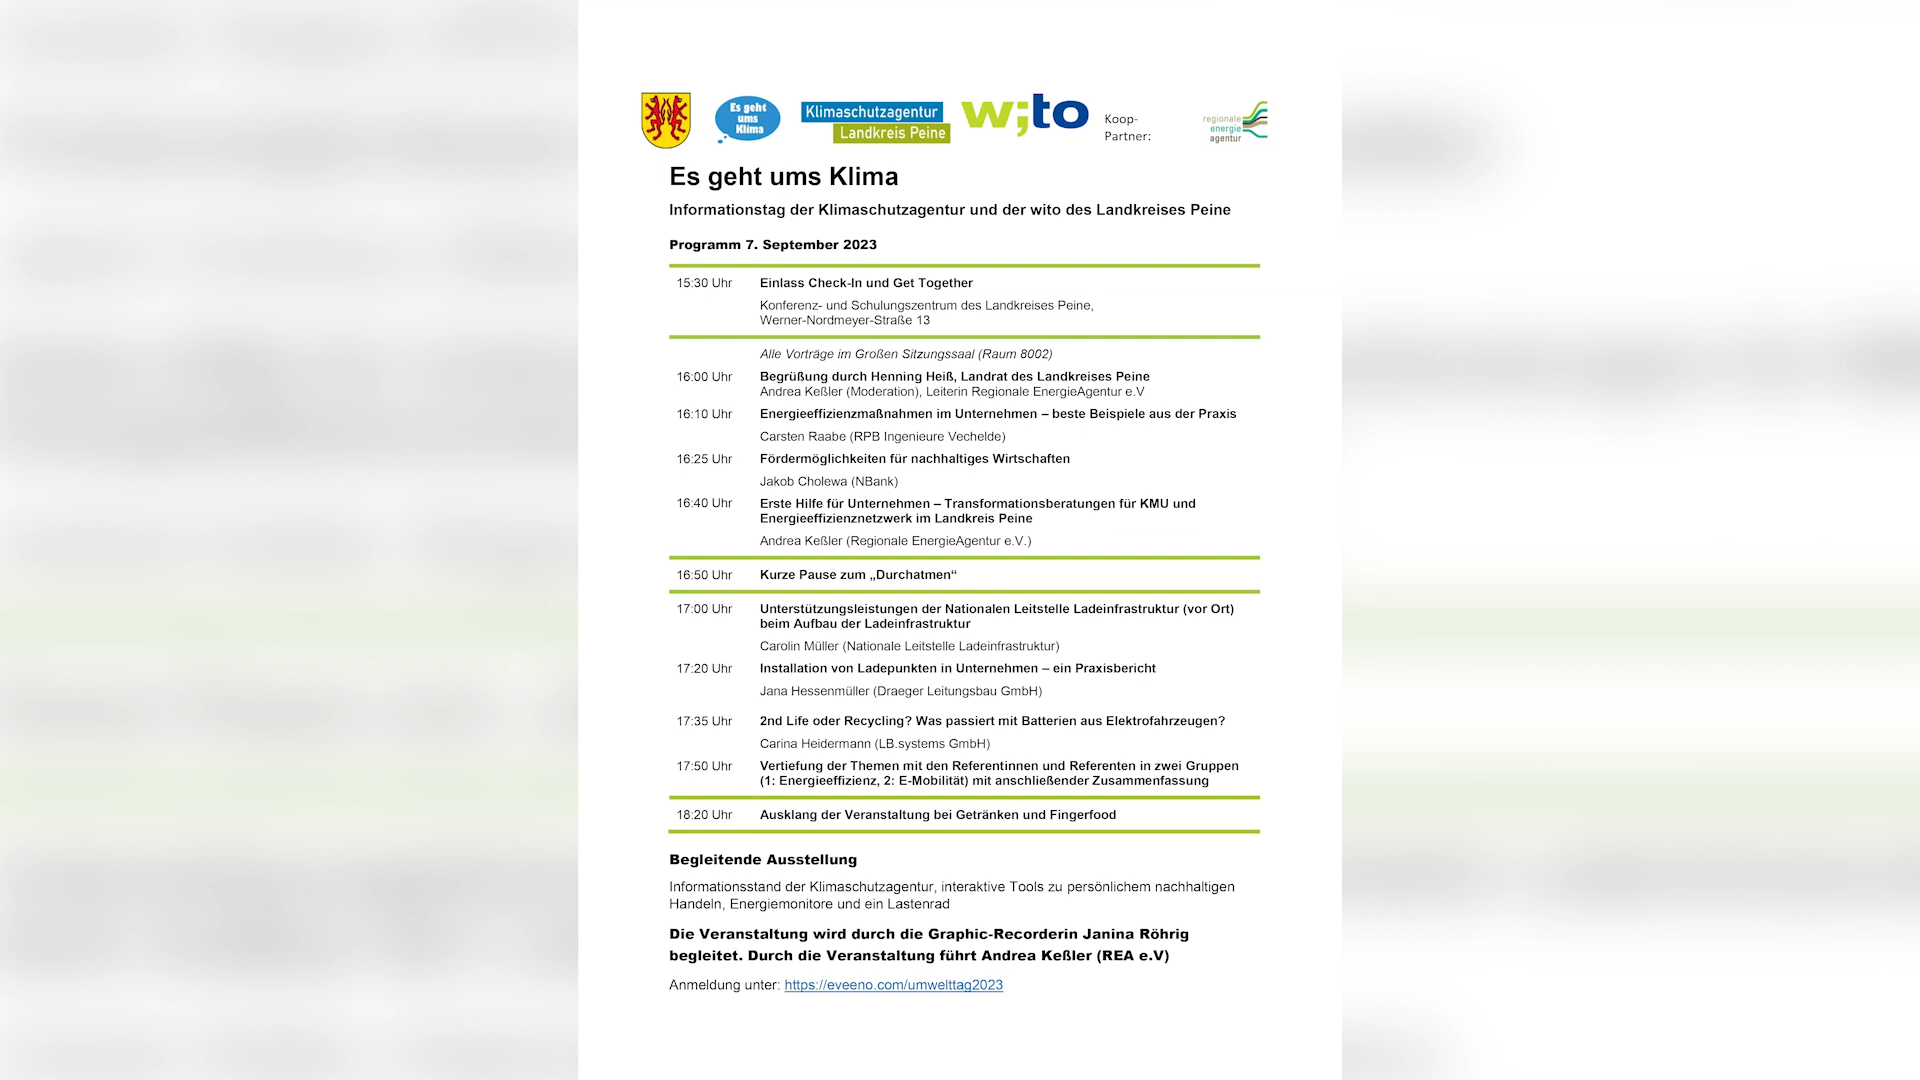 Es geht
ums
Klima
Klimaschutzagentur
Landkreis Peine
w;to
Koop-
Partner:
regionale
energie
agentur
Es geht ums Klima
Informationstag der Klimaschutzagentur und der wito des Landkreises Peine
Programm 7. September 2023
15:30 Uhr Einlass Check-In und Get Together
Konferenz- und Schulungszentrum des Landkreises Peine,
Werner-Nordmeyer-Straße 13
Alle Vorträge im Großen Sitzungssaal (Raum 8002)
16:00 Uhr Begrüßung durch Henning Heiß, Landrat des Landkreises Peine
Andrea Keßler (Moderation), Leiterin Regionale EnergieAgentur e.V
16:10 Uhr Energieeffizienzmaßnahmen im Unternehmen – beste Beispiele aus der Praxis
Carsten Raabe (RPB Ingenieure Vechelde)
16:25 Uhr Fördermöglichkeiten für nachhaltiges Wirtschaften
Jakob Cholewa (NBank)
16:40 Uhr Erste Hilfe für Unternehmen – Transformationsberatungen für KMU und
Energieeffizienznetzwerk im Landkreis Peine
Andrea Keßler (Regionale EnergieAgentur e.V.)
16:50 Uhr Kurze Pause zum „Durchatmen“
17:00 Uhr Unterstützungsleistungen der Nationalen Leitstelle Ladeinfrastruktur (vor Ort)
beim Aufbau der Ladeinfrastruktur
Carolin Müller (Nationale Leitstelle Ladeinfrastruktur)
17:20 Uhr Installation von Ladepunkten in Unternehmen – ein Praxisbericht
Jana Hessenmüller (Draeger Leitungsbau GmbH)
17:35 Uhr 2nd Life oder Recycling? Was passiert mit Batterien aus Elektrofahrzeugen?
Carina Heidermann (LB.systems GmbH)
17:50 Uhr Vertiefung der Themen mit den Referentinnen und Referenten in zwei Gruppen
(1: Energieeffizienz, 2: E-Mobilität) mit anschließender Zusammenfassung
18:20 Uhr Ausklang der Veranstaltung bei Getränken und Fingerfood
Begleitende Ausstellung
Informationsstand der Klimaschutzagentur, interaktive Tools zu persönlichem nachhaltigen
Handeln, Energiemonitore und ein Lastenrad
Die Veranstaltung wird durch die Graphic-Recorderin Janina Röhrig
begleitet. Durch die Veranstaltung führt Andrea Keßler (REA e.V)
Anmeldung unter: https://eveeno.com/umwelttag2023